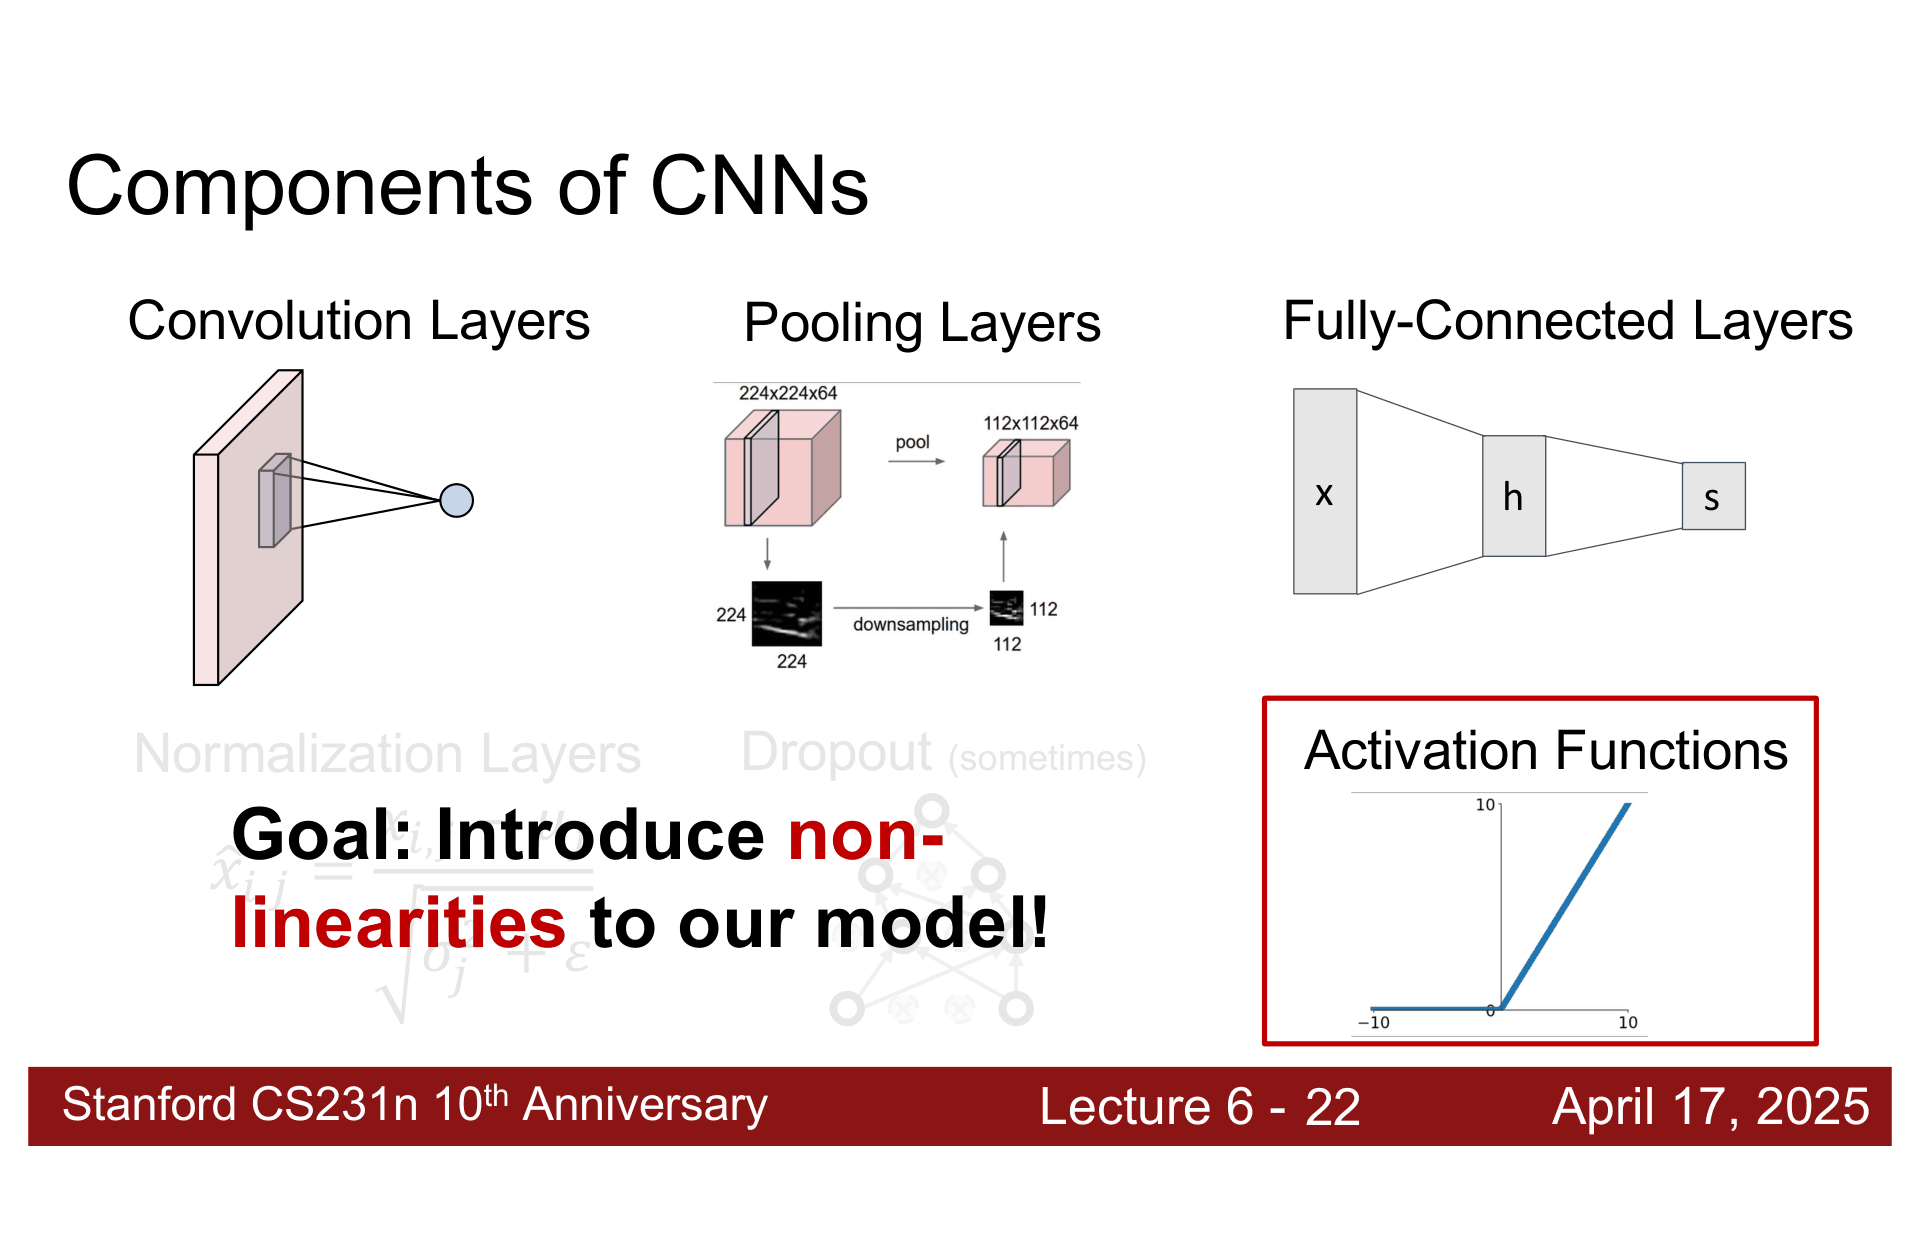 Components of CNNs
Convolution Layers
Pooling Layers
Fully-Connected Layers
224x224x64
112x112x64
pool
224
224
downsampling
112
112
x
h
s
Normalization Layers
Dropout (sometimes)
Activation Functions
Goal: Introduce non-
linearities to our model!
10
0
−10
10
Stanford CS231n 10th Anniversary
Lecture 6 - 22
April 17, 2025